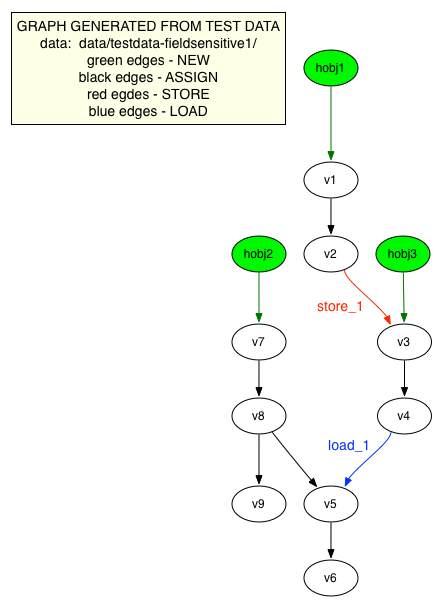 GRAPH GENERATED FROM TEST DATA
data:  data/testdata-fieldsensitive1/
green edges - NEW
black edges - ASSIGN
red egdes - STORE
blue edges - LOAD
hobj1
v1
hobj2
v2
hobj3
store_1
v7
v3
v8
v4
load_1
v9
v5
v6